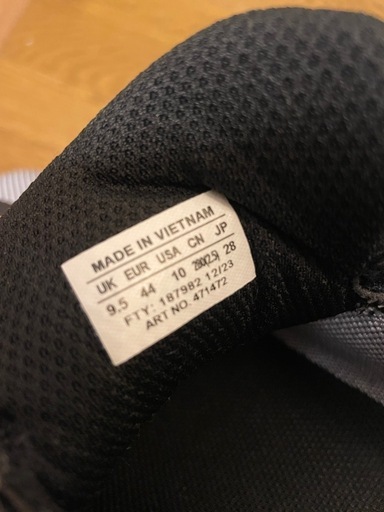 MADE IN VIETNAM
UK EUR USA CN JP
9.5 44 10 28
FTY: 187982 12/23
ART NO. 471472